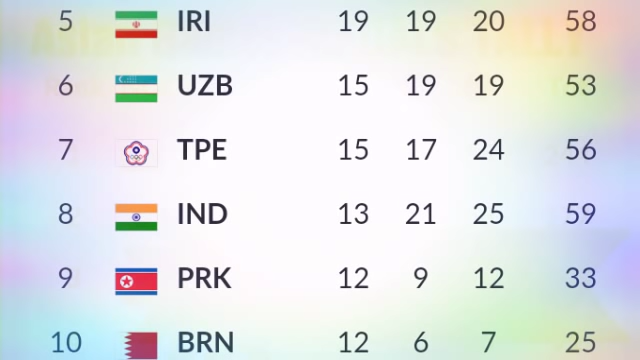 5 IRI 19 19 20 58
6 UZB 15 19 19 53
7 TPE 15 17 24 56
8 IND 13 21 25 59
9 PRK 12 9 12 33
10 BRN 12 6 7 25